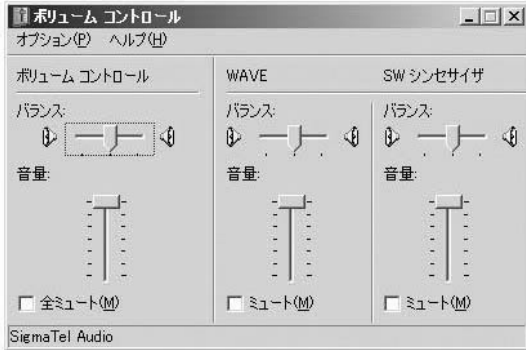 ボリューム コントロール
オプション(P) ヘルプ(H)
ボリューム コントロール
バランス:
音量:
全ミュート(M)
WAVE
バランス:
音量:
ミュート(M)
SW シンセサイザ
バランス:
音量:
ミュート(M)
SigmaTel Audio